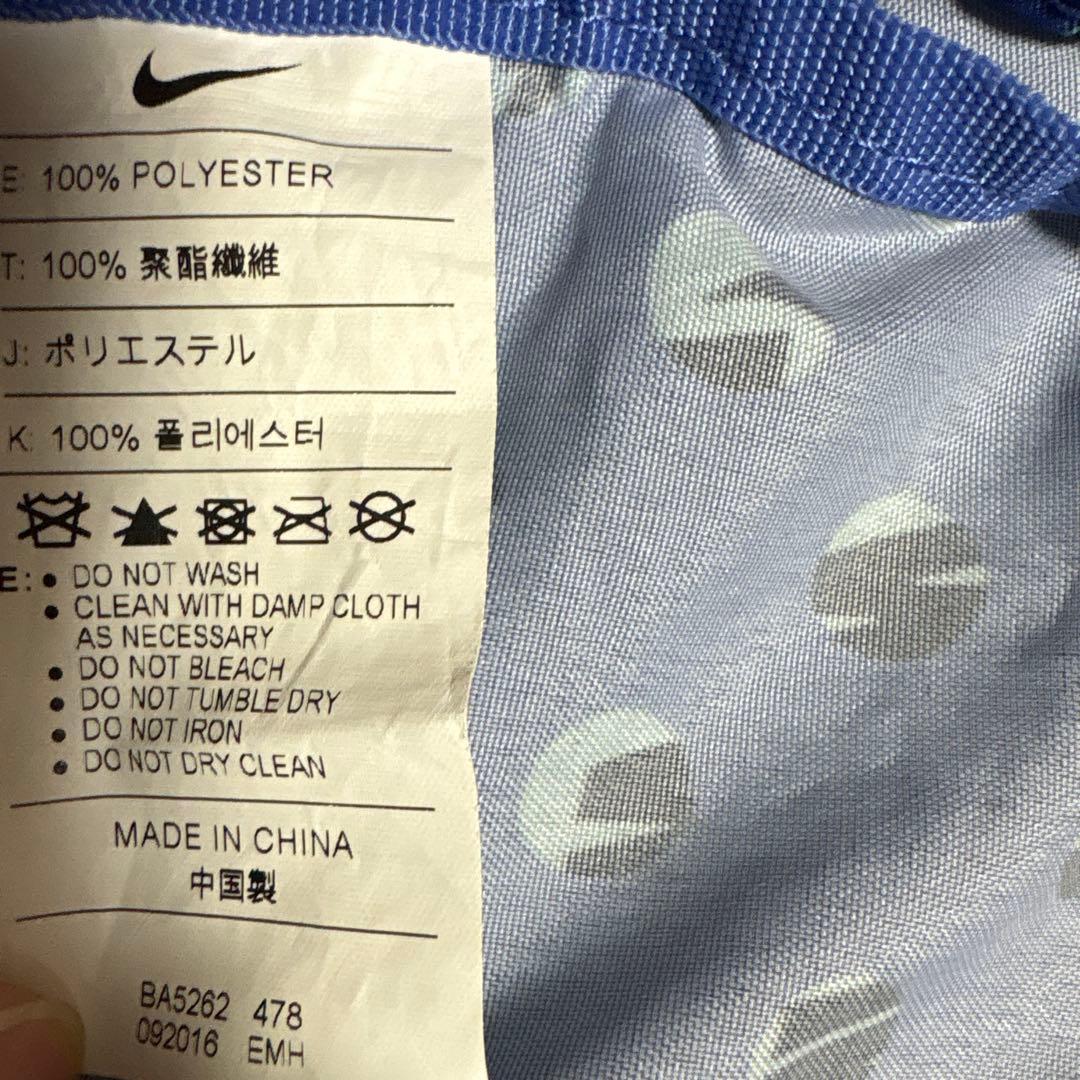 E: 100% POLYESTER
T: 100% 聚酯纖維
J: ポリエステル
K: 100% 폴리에스터
E: • DO NOT WASH
• CLEAN WITH DAMP CLOTH
AS NECESSARY
• DO NOT BLEACH
• DO NOT TUMBLE DRY
• DO NOT IRON
• DO NOT DRY CLEAN
MADE IN CHINA
中国製
BA5262 478
092016 EMH